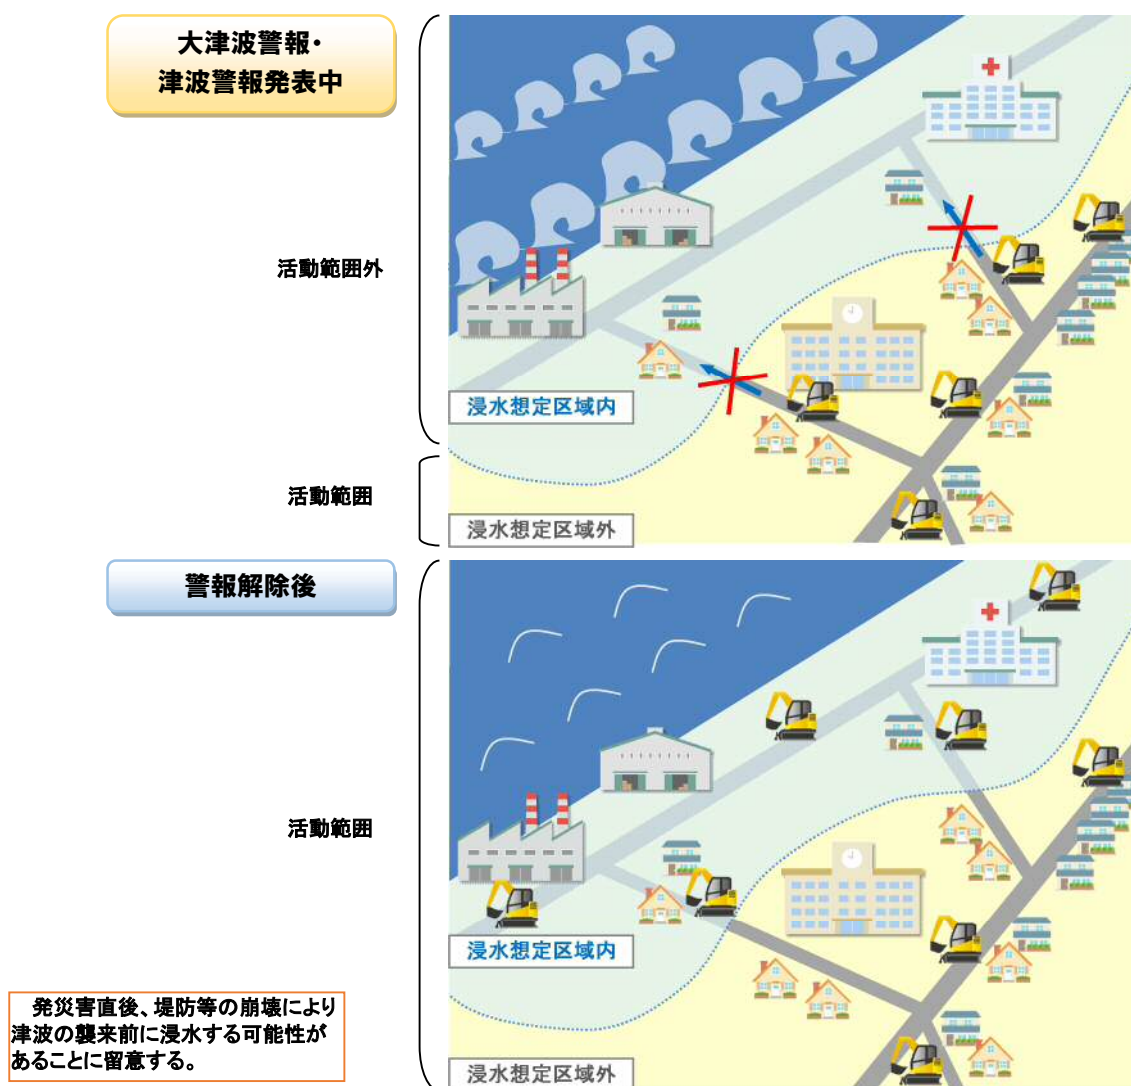 大津波警報・
津波警報発表中
活動範囲外
浸水想定区域内
活動範囲
浸水想定区域外
警報解除後
活動範囲
浸水想定区域内
発災害直後、堤防等の崩壊により
津波の襲来前に浸水する可能性が
あることに留意する。
浸水想定区域外